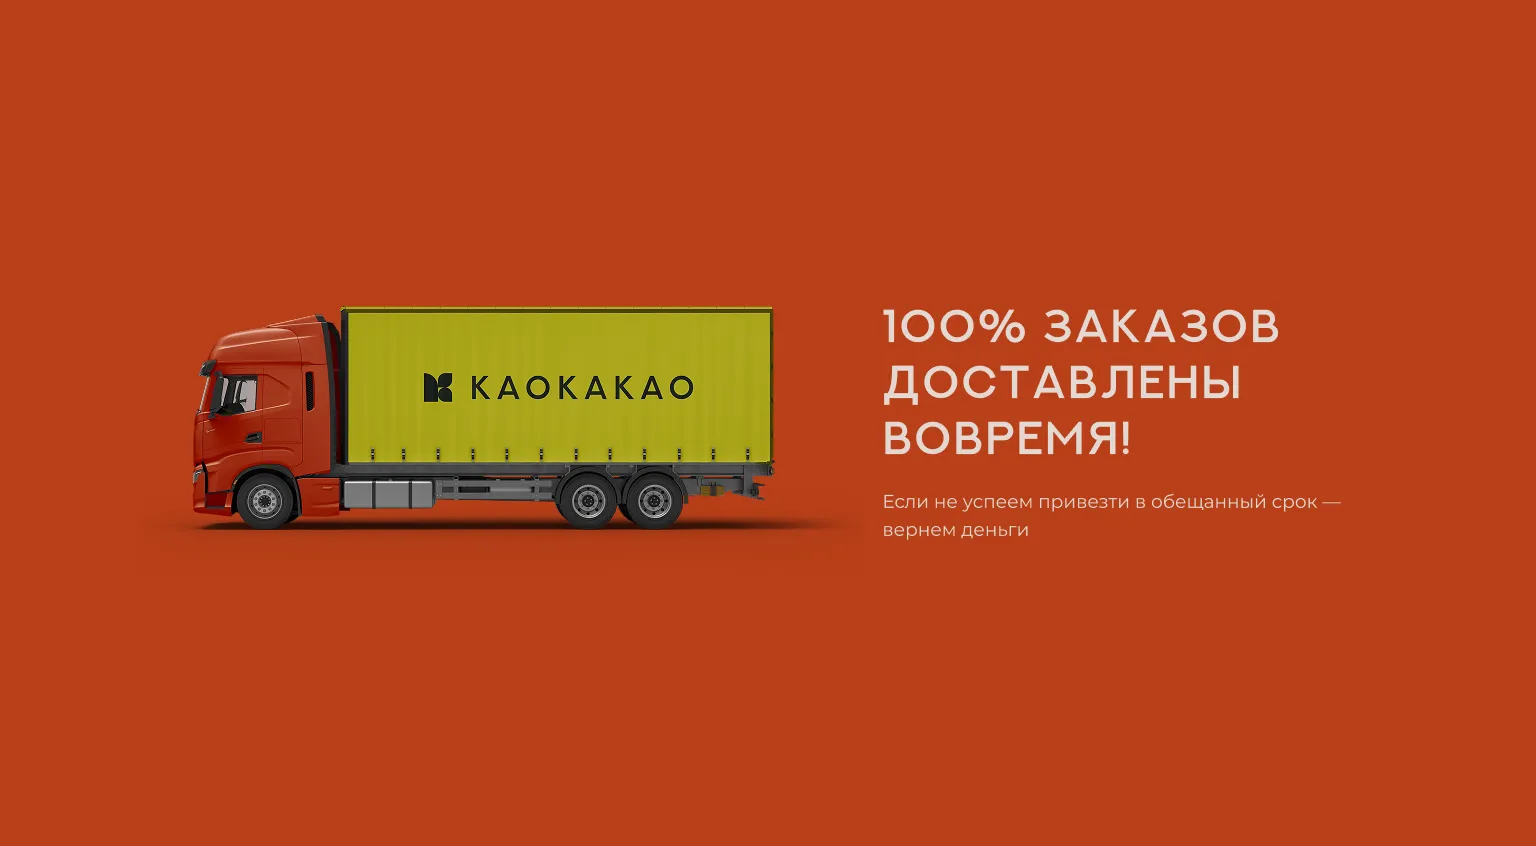 KAOKAKAO
100% ЗАКАЗОВ
ДОСТАВЛЕНЫ
ВОВРЕМЯ!
Если не успеем привезти в обещанный срок —
вернем деньги